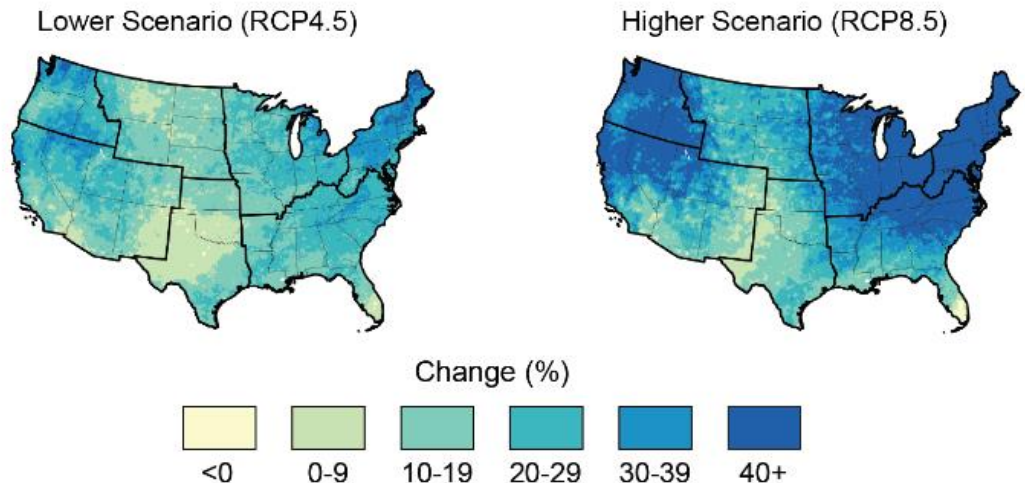 Lower Scenario (RCP4.5)
Higher Scenario (RCP8.5)
Change (%)
<0
0-9
10-19
20-29
30-39
40+